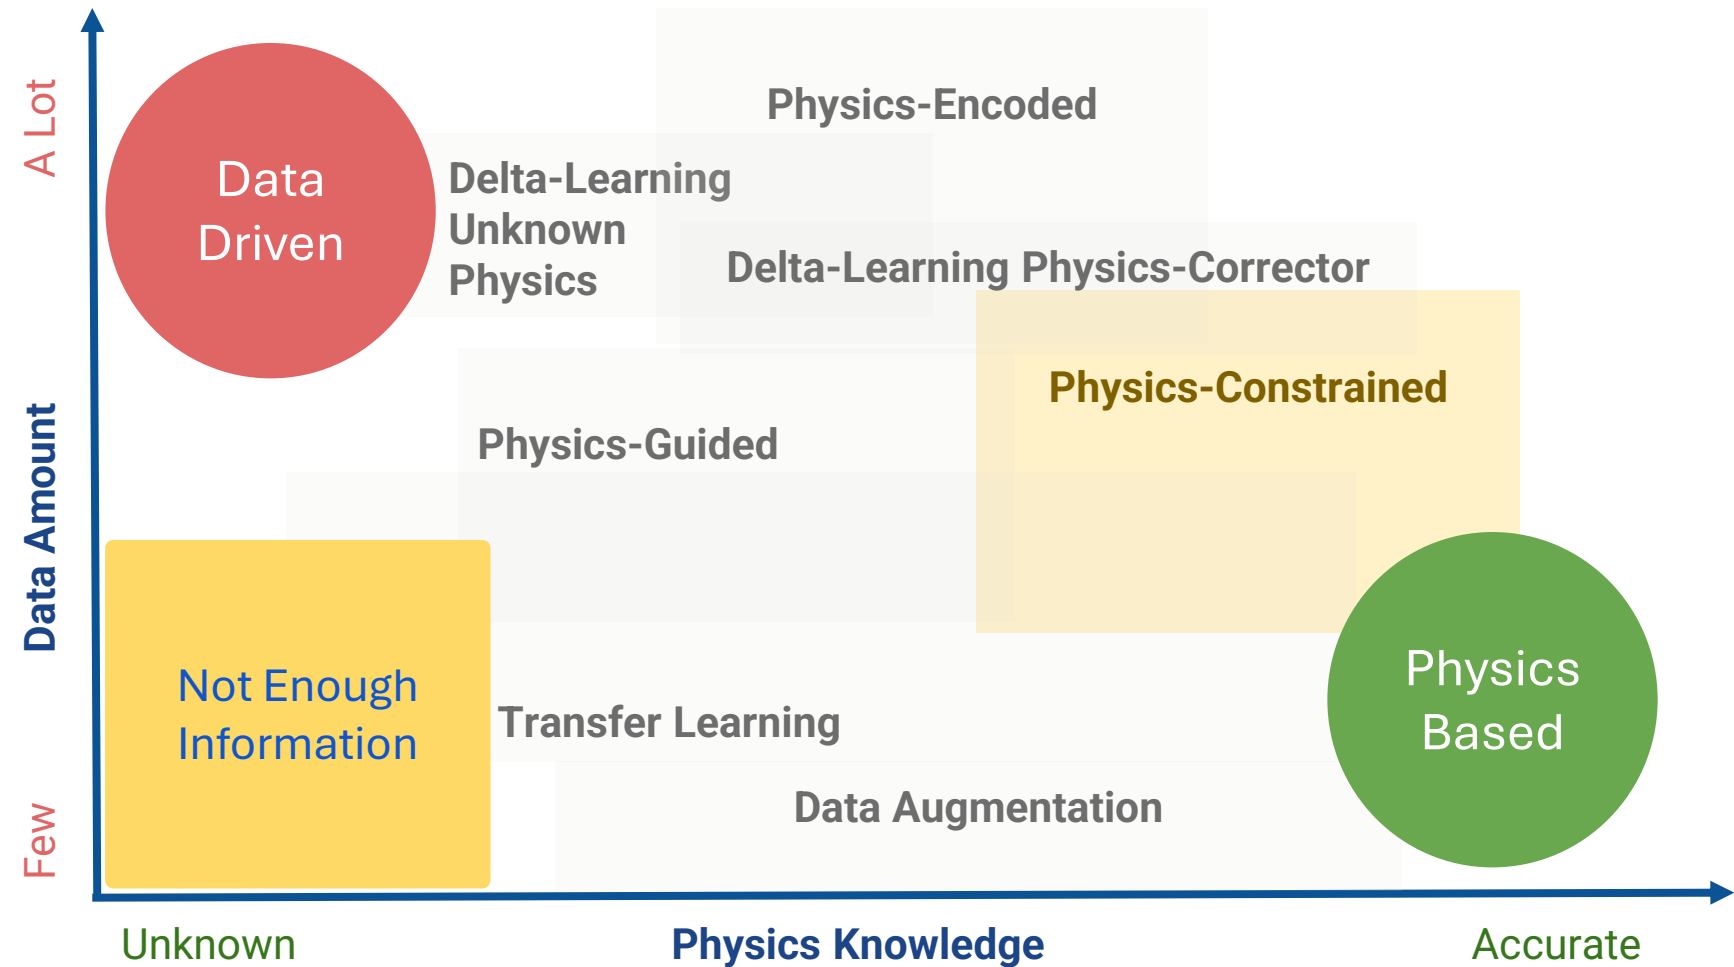 A Lot
Data Amount
Few
Data
Driven
Physics-Encoded
Delta-Learning
Unknown
Physics
Delta-Learning Physics-Corrector
Physics-Constrained
Physics-Guided
Not Enough
Information
Transfer Learning
Data Augmentation
Physics
Based
Unknown
Physics Knowledge
Accurate